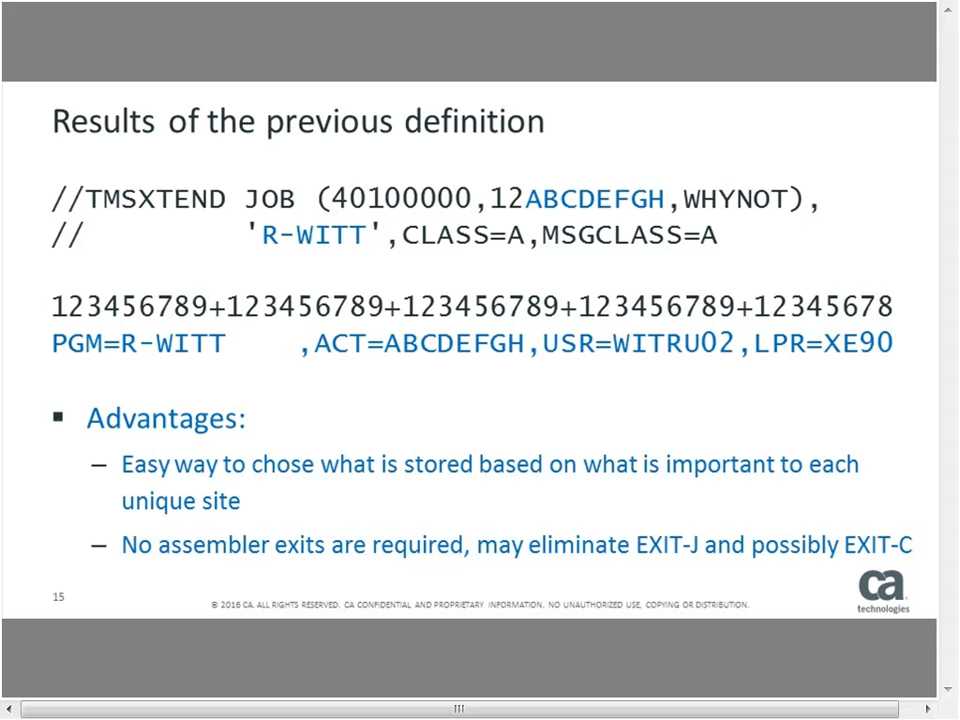 Results of the previous definition
//TMSXTEND JOB (40100000,12ABCDEFGH,WHYNOT),
// 'R-WITT',CLASS=A,MSGCLASS=A
123456789+123456789+123456789+123456789+12345678
PGM=R-WITT ,ACT=ABCDEFGH,USR=WITRU02,LPR=XE90
▪ Advantages:
– Easy way to chose what is stored based on what is important to each
unique site
– No assembler exits are required, may eliminate EXIT-J and possibly EXIT-C
15
© 2016 CA. ALL RIGHTS RESERVED. CA CONFIDENTIAL AND PROPRIETARY INFORMATION. NO UNAUTHORIZED USE, COPYING OR DISTRIBUTION.
ca
technologies